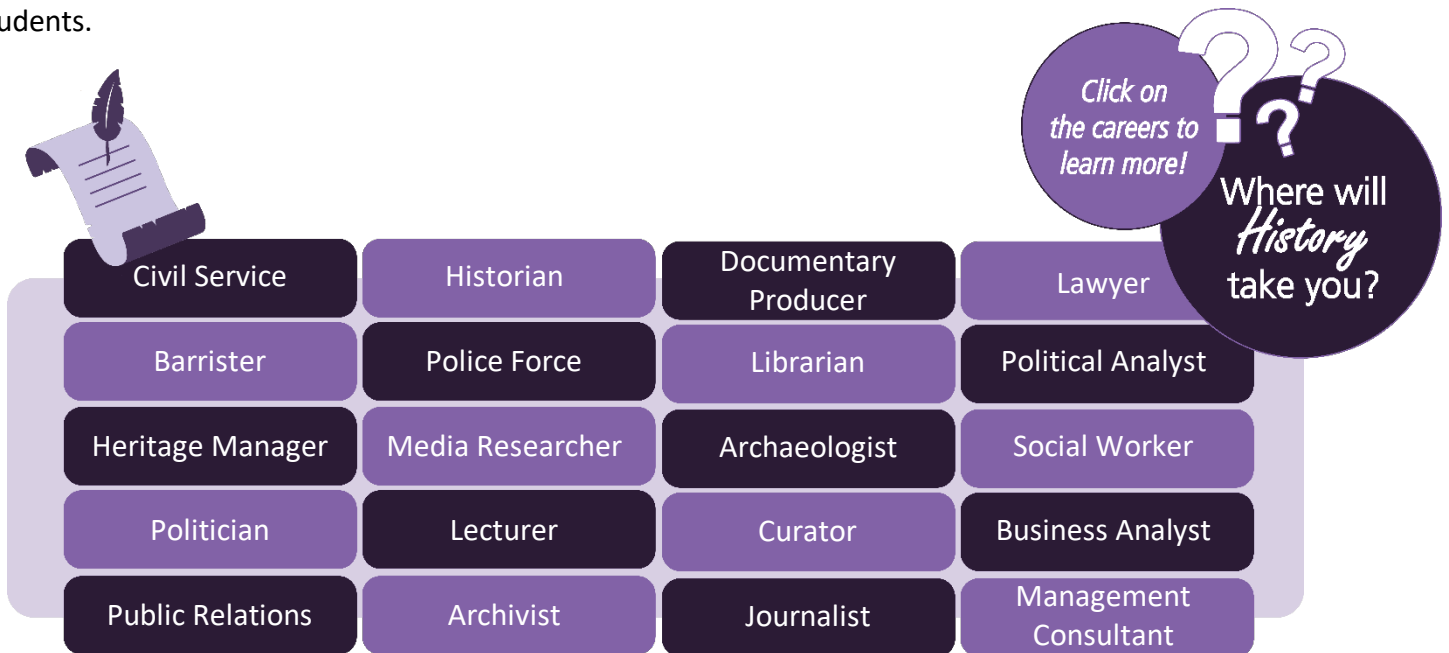 udents.
Click on
the careers to
learn more!
Where will
History
take you?
Civil Service
Historian
Documentary
Producer
Lawyer
Barrister
Police Force
Librarian
Political Analyst
Heritage Manager
Media Researcher
Archaeologist
Social Worker
Politician
Lecturer
Curator
Business Analyst
Public Relations
Archivist
Journalist
Management
Consultant